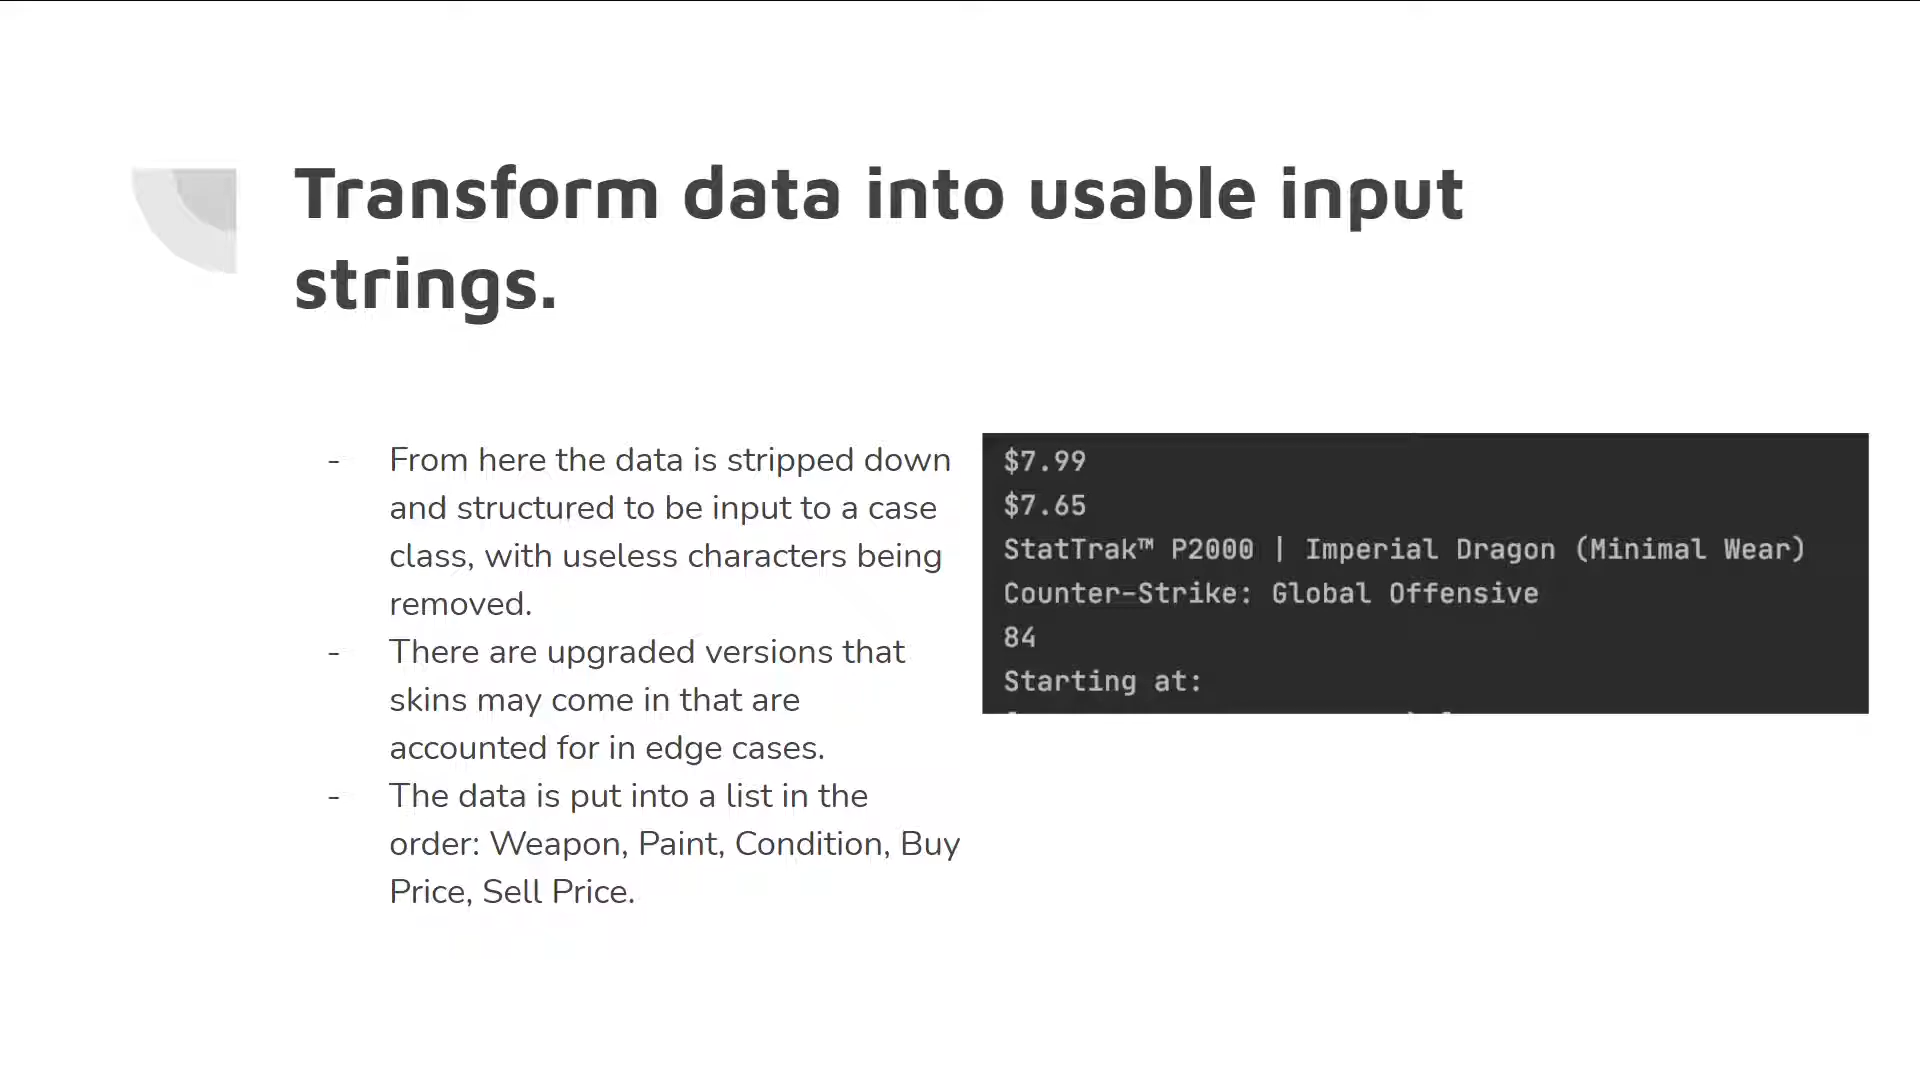 Transform data into usable input
strings.
- From here the data is stripped down
and structured to be input to a case
class, with useless characters being
removed.
- There are upgraded versions that
skins may come in that are
accounted for in edge cases.
- The data is put into a list in the
order: Weapon, Paint, Condition, Buy
Price, Sell Price.
$7.99
$7.65
StatTrak™ P2000 | Imperial Dragon (Minimal Wear)
Counter-Strike: Global Offensive
84
Starting at: